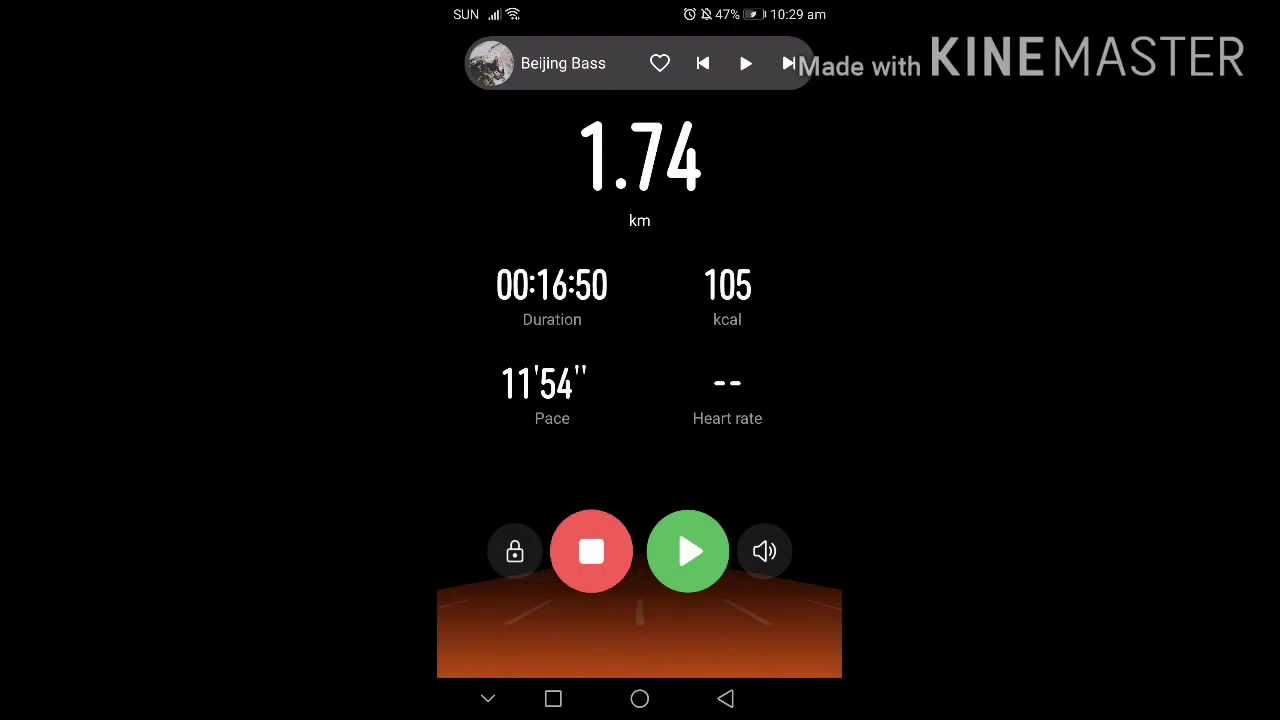 SUN 47% 10:29 am
Beijing Bass
Made with KINEMASTER
1.74
km
00:16:50 105
Duration kcal
11'54'' --
Pace Heart rate